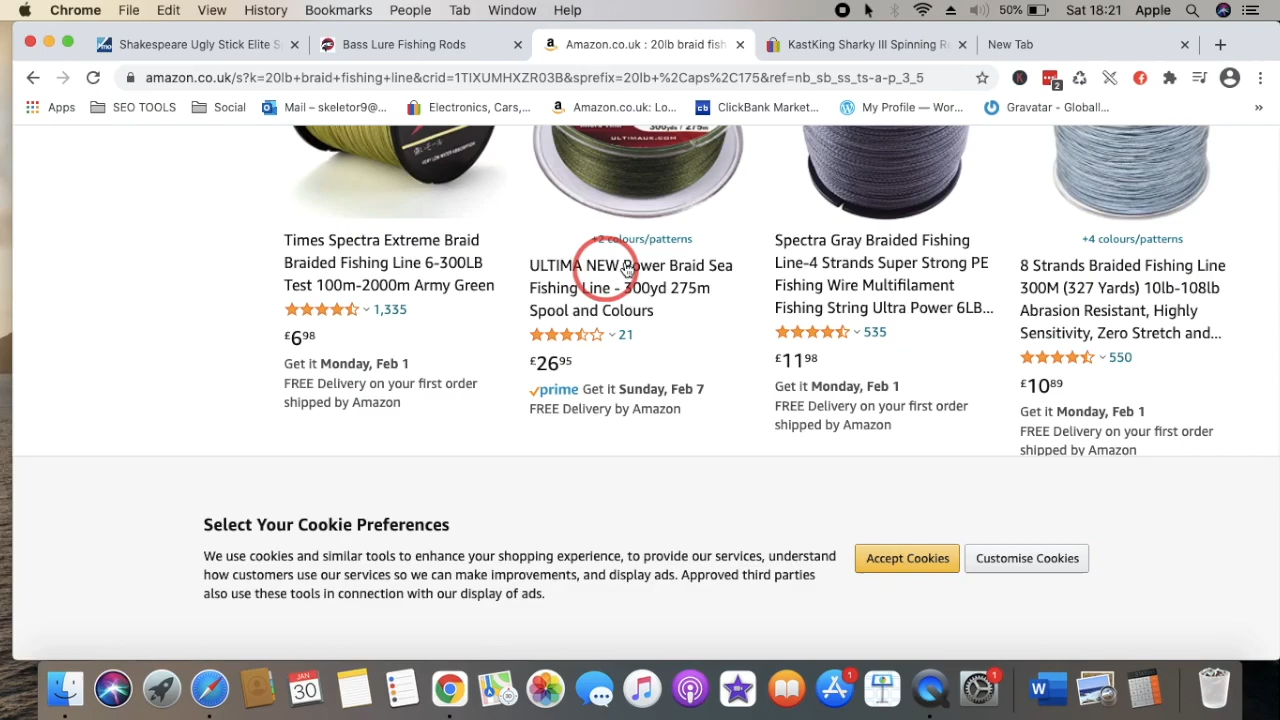 Chrome File Edit View History Bookmarks People Tab Window Help 50% Sat 18:21 Apple
Shakespeare Ugly Stick Elite S
Bass Lure Fishing Rods
Amazon.co.uk : 20lb braid fish
KastKing Sharky III Spinning Re
New Tab
amazon.co.uk/s?k=20lb+braid+fishing+line&crid=1TIXUMHXZR03B&sprefix=20lb+%2Caps%2C175&ref=nb_sb_ss_ts-a-p_3_5
2
Apps SEO TOOLS Social Mail – skeletor9@... Electronics, Cars,... Amazon.co.uk: Lo... ClickBank Market... My Profile — Wor... Gravatar - Globall... »
300yds / 275m
ULTIMAUK.COM
Times Spectra Extreme Braid
Braided Fishing Line 6-300LB
Test 100m-2000m Army Green
1,335
£6.98
Get it Monday, Feb 1
FREE Delivery on your first order
shipped by Amazon
+2 colours/patterns
ULTIMA NEW Power Braid Sea
Fishing Line - 300yd 275m
Spool and Colours
21
£26.95
prime Get it Sunday, Feb 7
FREE Delivery by Amazon
Spectra Gray Braided Fishing
Line-4 Strands Super Strong PE
Fishing Wire Multifilament
Fishing String Ultra Power 6LB...
535
£11.98
Get it Monday, Feb 1
FREE Delivery on your first order
shipped by Amazon
+4 colours/patterns
8 Strands Braided Fishing Line
300M (327 Yards) 10lb-108lb
Abrasion Resistant, Highly
Sensitivity, Zero Stretch and...
550
£10.89
Get it Monday, Feb 1
FREE Delivery on your first order
shipped by Amazon
Select Your Cookie Preferences
We use cookies and similar tools to enhance your shopping experience, to provide our services, understand
how customers use our services so we can make improvements, and display ads. Approved third parties
also use these tools in connection with our display of ads.
Accept Cookies
Customise Cookies
JAN
30
1
1